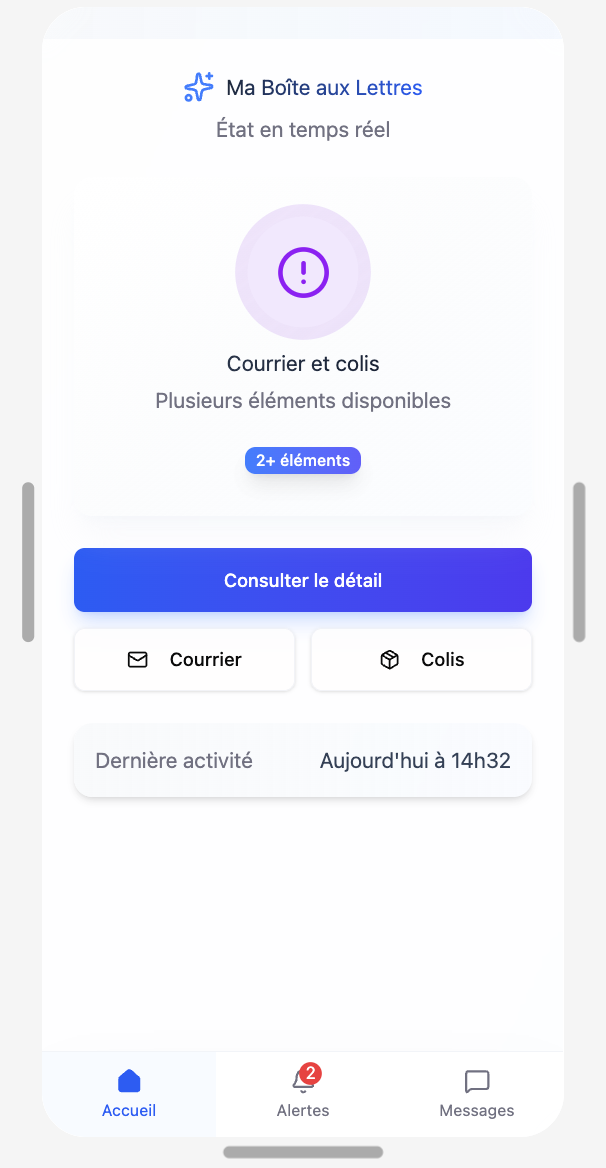 Ma Boîte aux Lettres
État en temps réel
Courrier et colis
Plusieurs éléments disponibles
2+ éléments
Consulter le détail
Courrier
Colis
Dernière activité
Aujourd'hui à 14h32
2
Accueil
Alertes
Messages